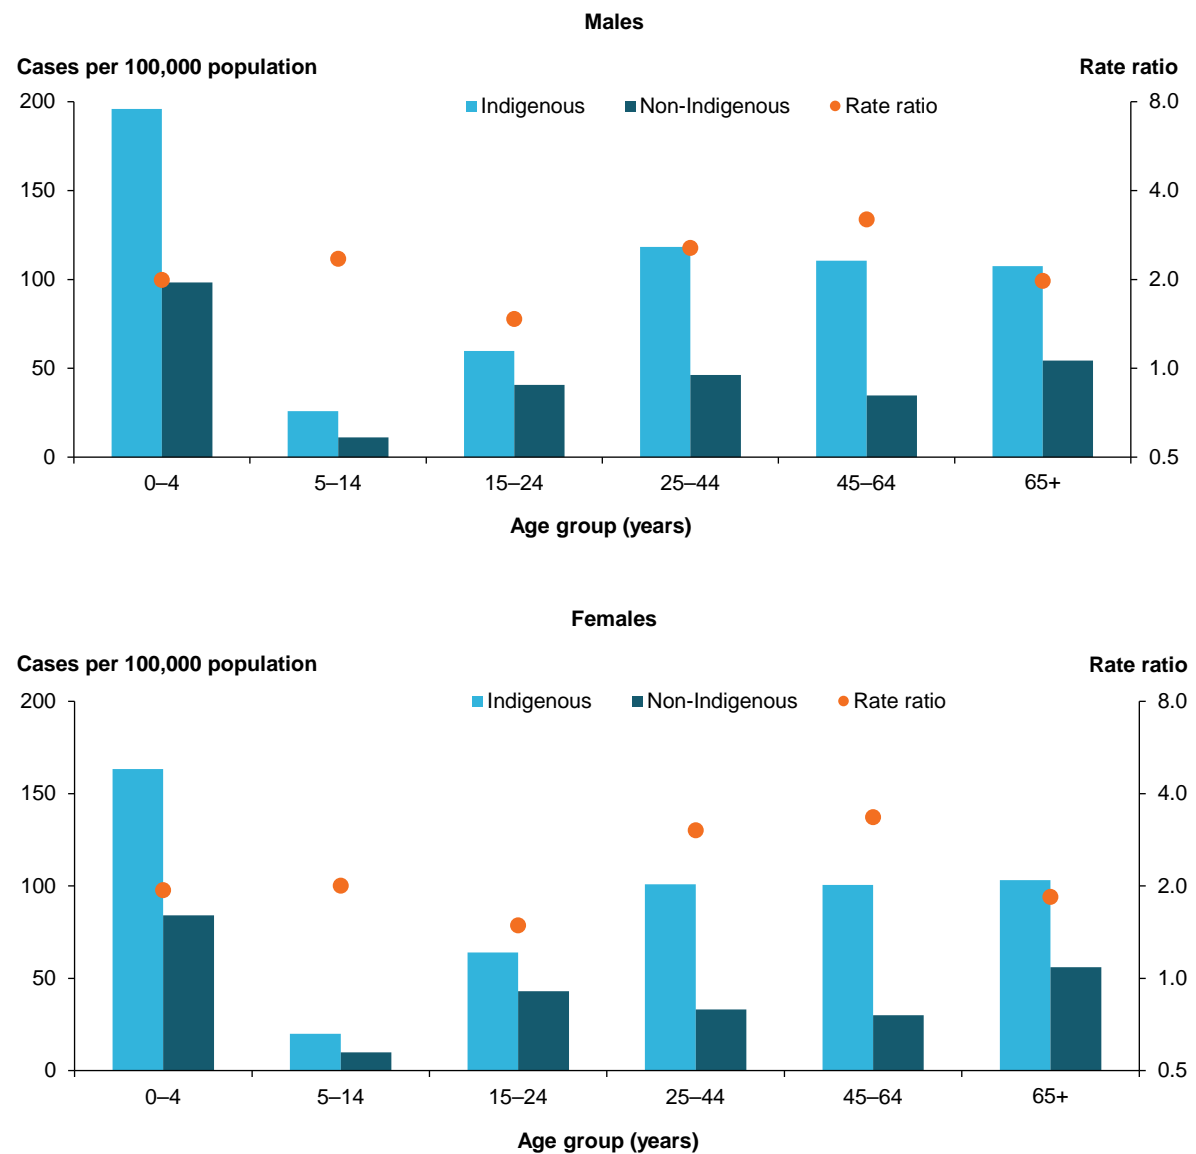 Males
Cases per 100,000 population Rate ratio
200 Indigenous Non-Indigenous Rate ratio 8.0
150 4.0
100 2.0
50 1.0
0 0.5
0–4 5–14 15–24 25–44 45–64 65+
Age group (years)
Females
Cases per 100,000 population Rate ratio
200 Indigenous Non-Indigenous Rate ratio 8.0
150 4.0
100 2.0
50 1.0
0 0.5
0–4 5–14 15–24 25–44 45–64 65+
Age group (years)